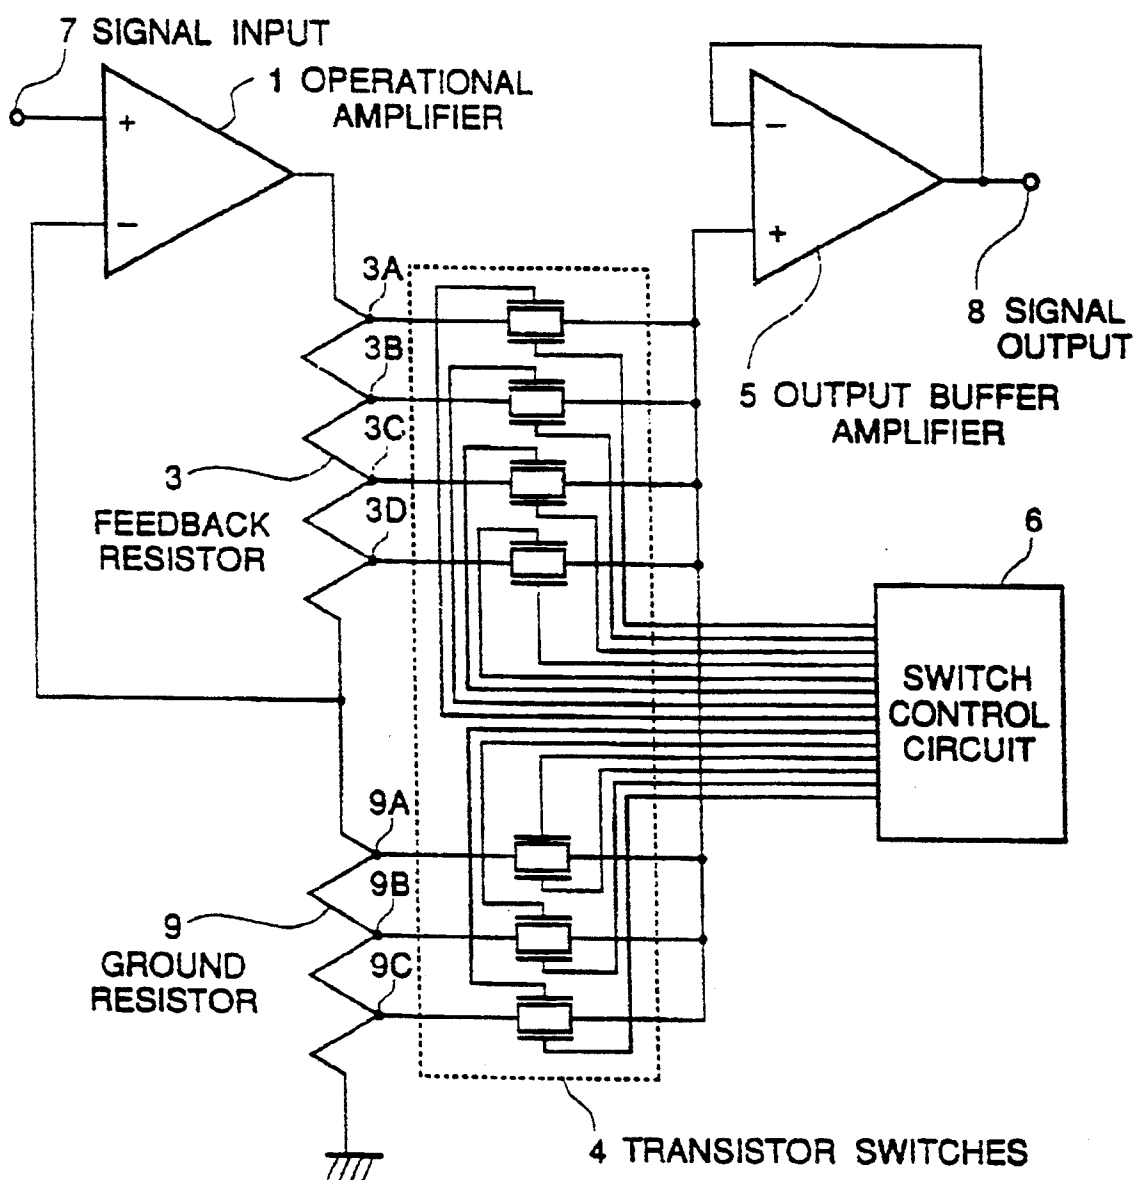 7 SIGNAL INPUT
1 OPERATIONAL
AMPLIFIER
+
−
−
+
8 SIGNAL
OUTPUT
5 OUTPUT BUFFER
AMPLIFIER
3A
3B
3C
3D
3
FEEDBACK
RESISTOR
6
SWITCH
CONTROL
CIRCUIT
9A
9B
9C
9
GROUND
RESISTOR
4 TRANSISTOR SWITCHES